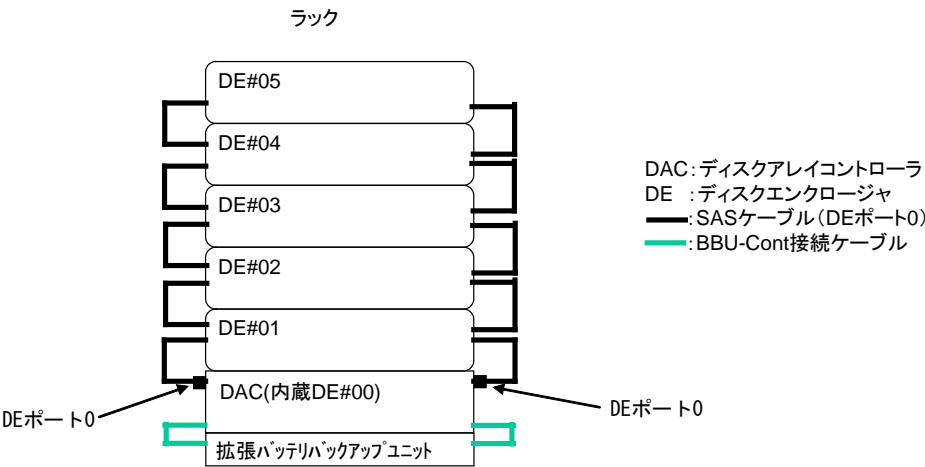 ラック
DE#05
DE#04
DE#03
DE#02
DE#01
DAC(内蔵DE#00)
拡張ﾊﾞｯﾃﾘﾊﾞｯｸｱｯﾌﾟﾕﾆｯﾄ
DEポート0
DEポート0
DAC:ディスクアレイコントローラ
DE :ディスクエンクロージャ
:SASケーブル(DEポート0)
:BBU-Cont接続ケーブル